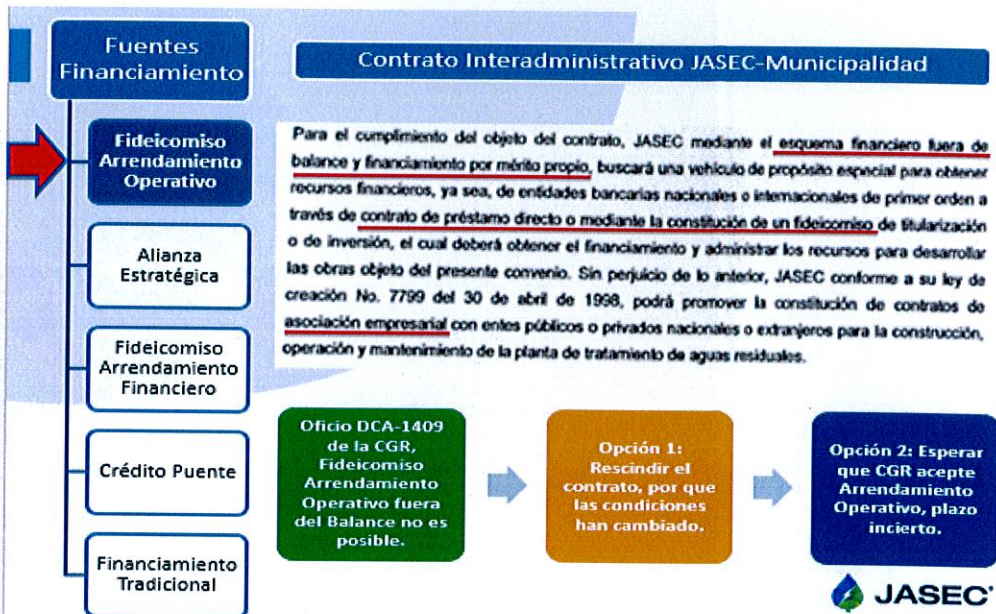 Fuentes
Financiamiento
Fideicomiso
Arrendamiento
Operativo
Alianza
Estratégica
Fideicomiso
Arrendamiento
Financiero
Crédito Puente
Financiamiento
Tradicional
Contrato Interadministrativo JASEC-Municipalidad
Para el cumplimiento del objeto del contrato, JASEC mediante el esquema financiero fuera de
balance y financiamiento por mérito propio, buscará una vehículo de propósito especial para obtener
recursos financieros, ya sea, de entidades bancarias nacionales o internacionales de primer orden a
través de contrato de préstamo directo o mediante la constitución de un fideicomiso de titularización
o de inversión, el cual deberá obtener el financiamiento y administrar los recursos para desarrollar
las obras objeto del presente convenio. Sin perjuicio de lo anterior, JASEC conforme a su ley de
creación No. 7799 del 30 de abril de 1998, podrá promover la constitución de contratos de
asociación empresarial con entes públicos o privados nacionales o extranjeros para la construcción,
operación y mantenimiento de la planta de tratamiento de aguas residuales.
Oficio DCA-1409
de la CGR,
Fideicomiso
Arrendamiento
Operativo fuera
del Balance no es
posible.
Opción 1:
Rescindir el
contrato, por que
las condiciones
han cambiado.
Opción 2: Esperar
que CGR acepte
Arrendamiento
Operativo, plazo
incierto.
JASEC